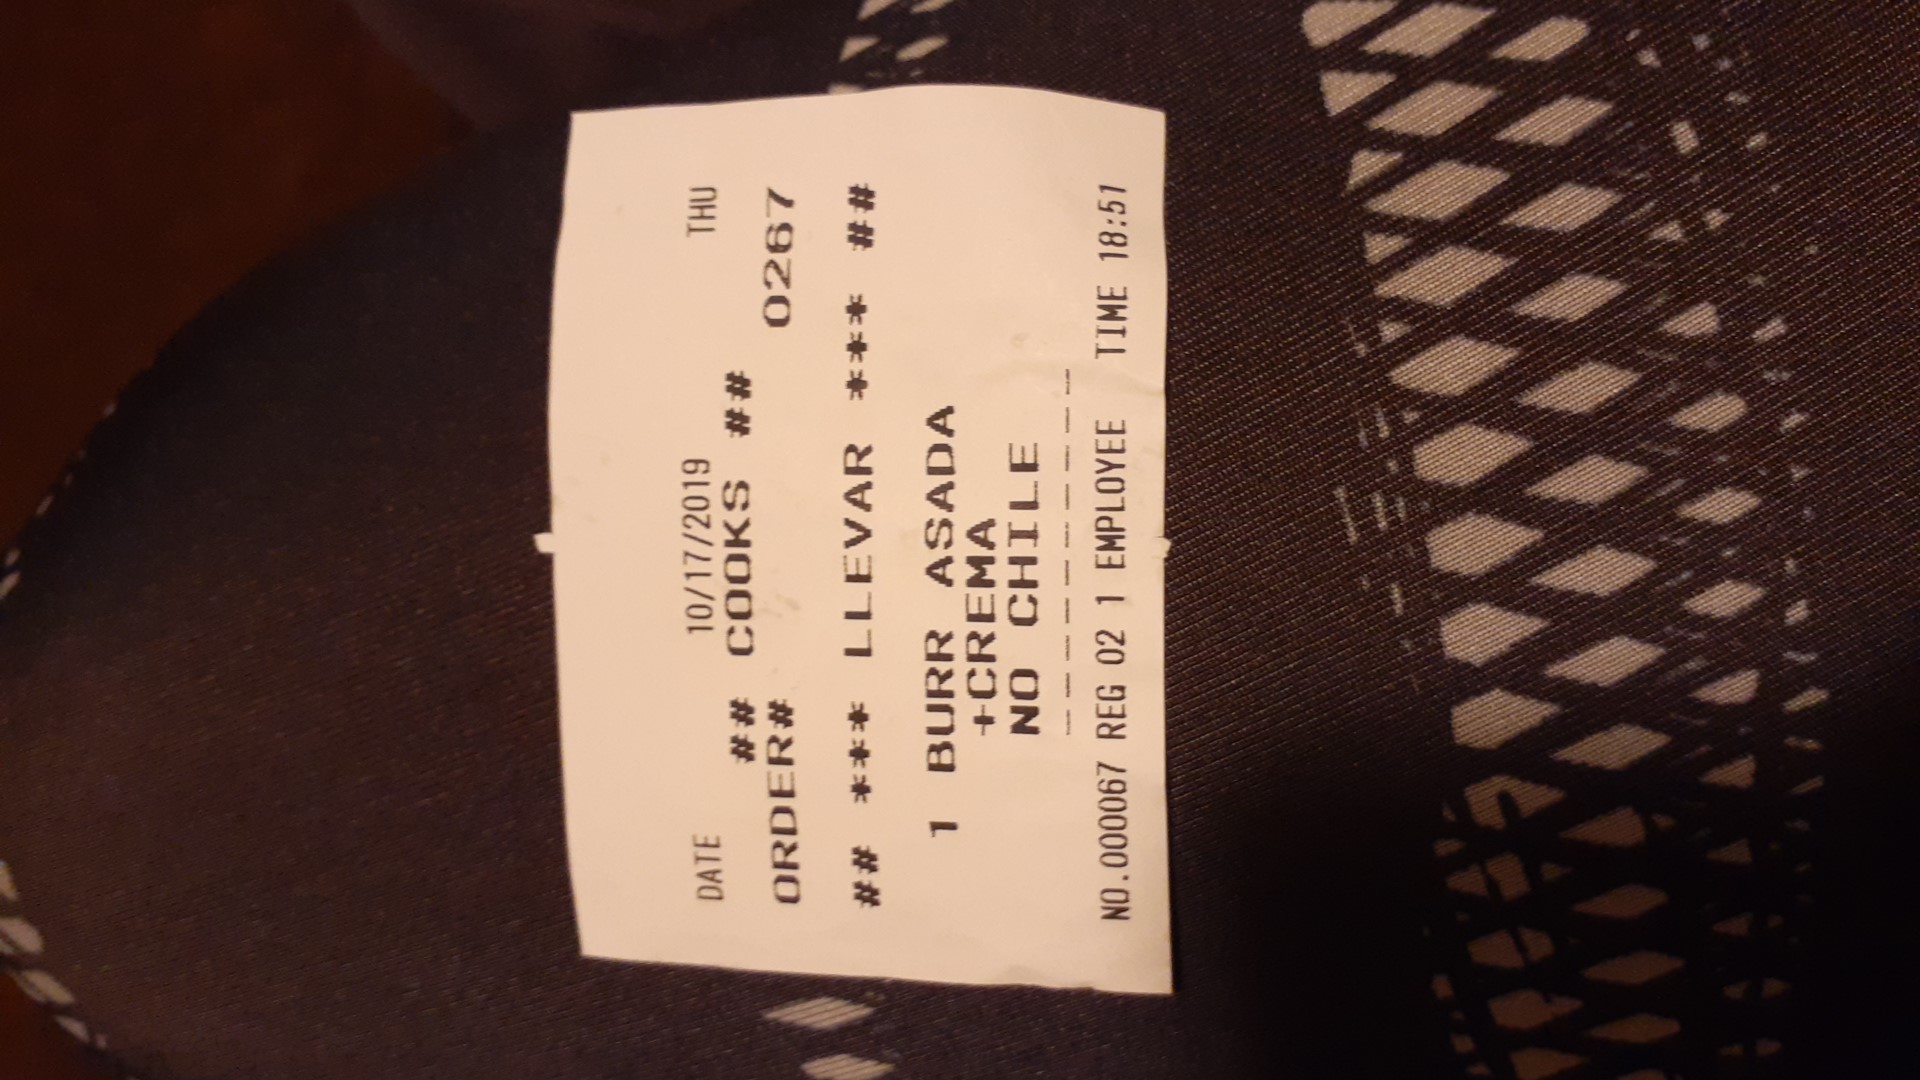 DATE 10/17/2019 THU
## COOKS ##
ORDER# 0267
## *** LLEVAR *** ##
1 BURR ASADA
+CREMA
NO CHILE
---------
NO.000067 REG 02 1 EMPLOYEE TIME 18:51